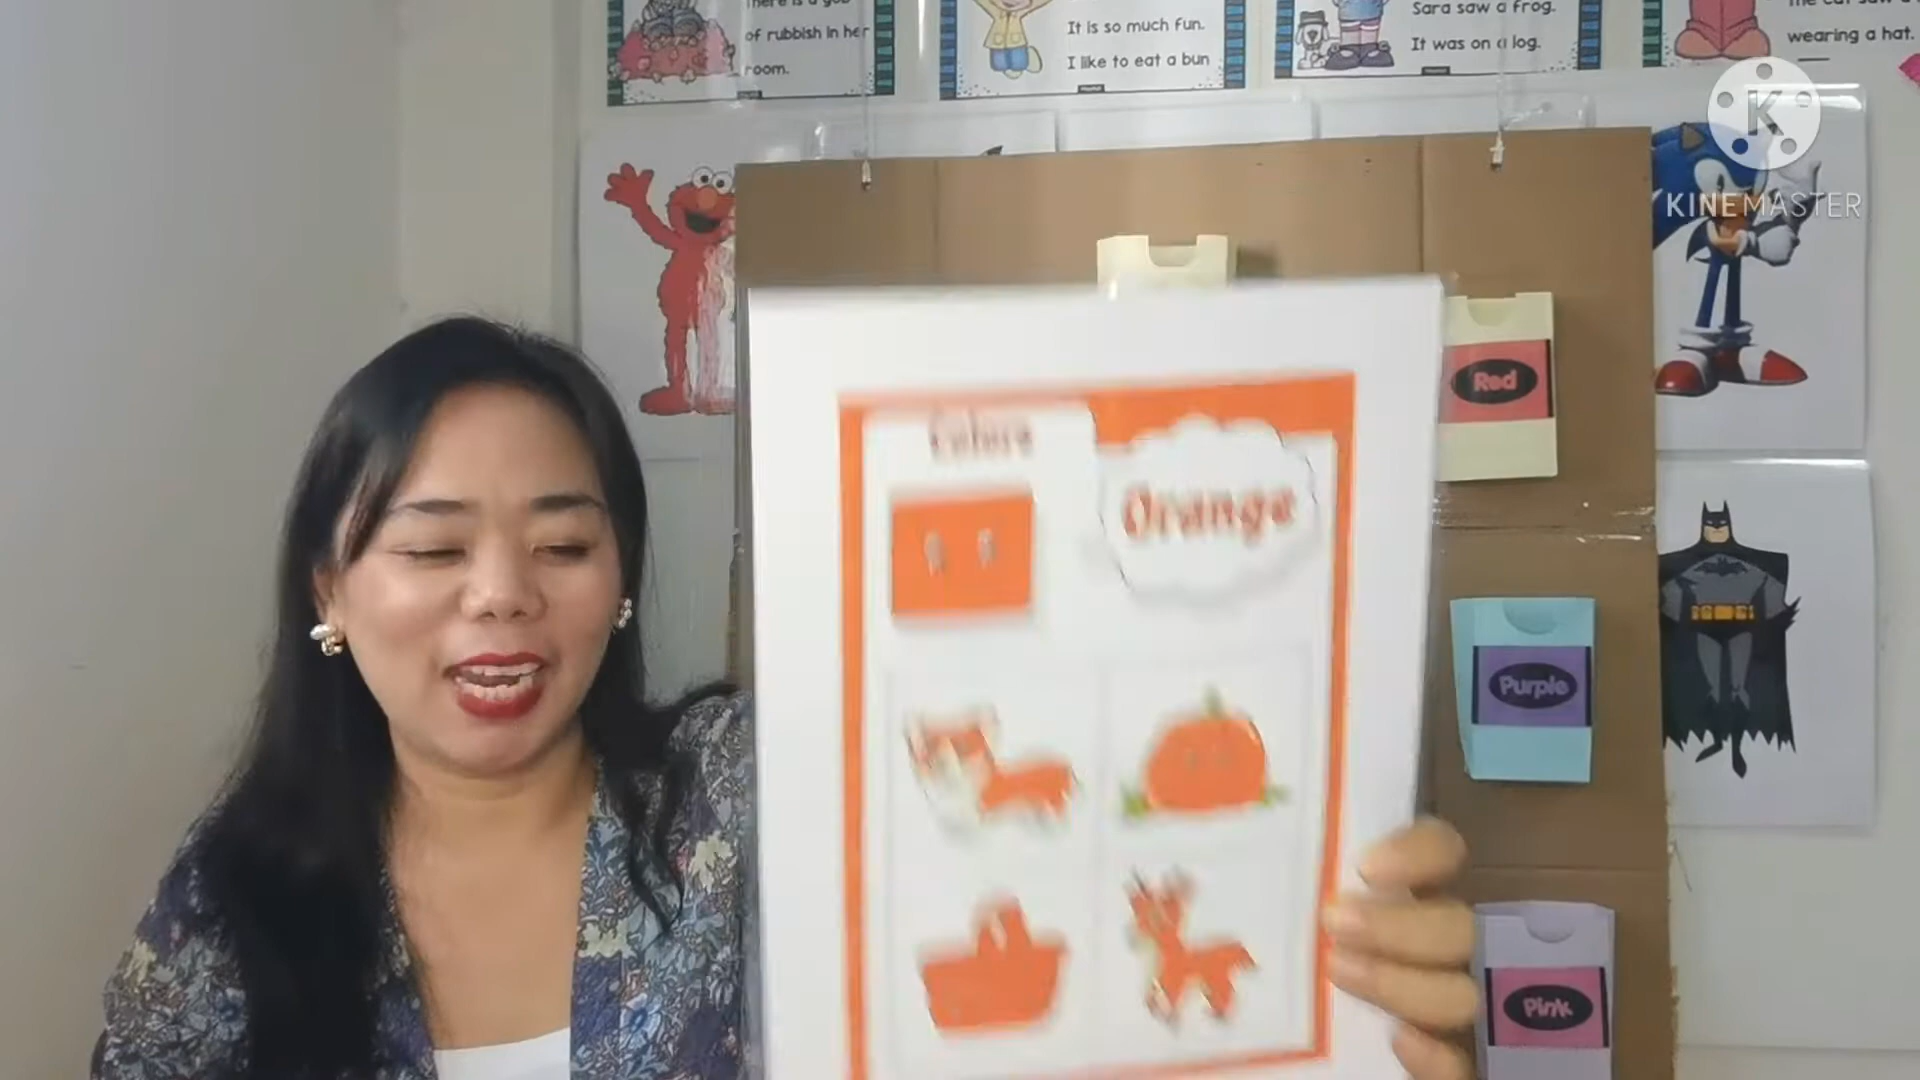 of rubbish in her
room.
It is so much fun.
I like to eat a bun
Sara saw a frog.
It was on a log.
wearing a hat.
K
KINEMASTER
Colors
Orange
Red
Purple
Pink